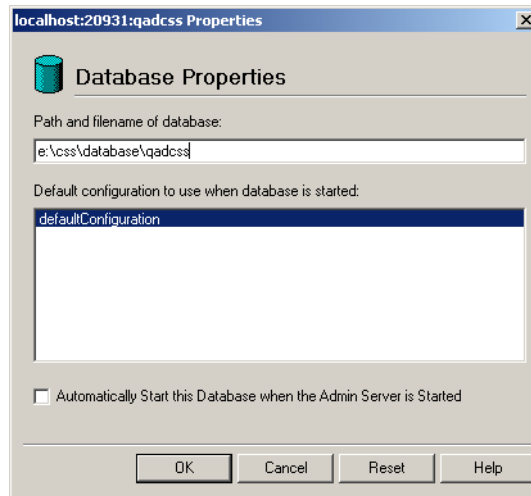 localhost:20931:qadcss Properties
Database Properties
Path and filename of database:
e:\css\database\qadcss
Default configuration to use when database is started:
defaultConfiguration
Automatically Start this Database when the Admin Server is Started
OK Cancel Reset Help